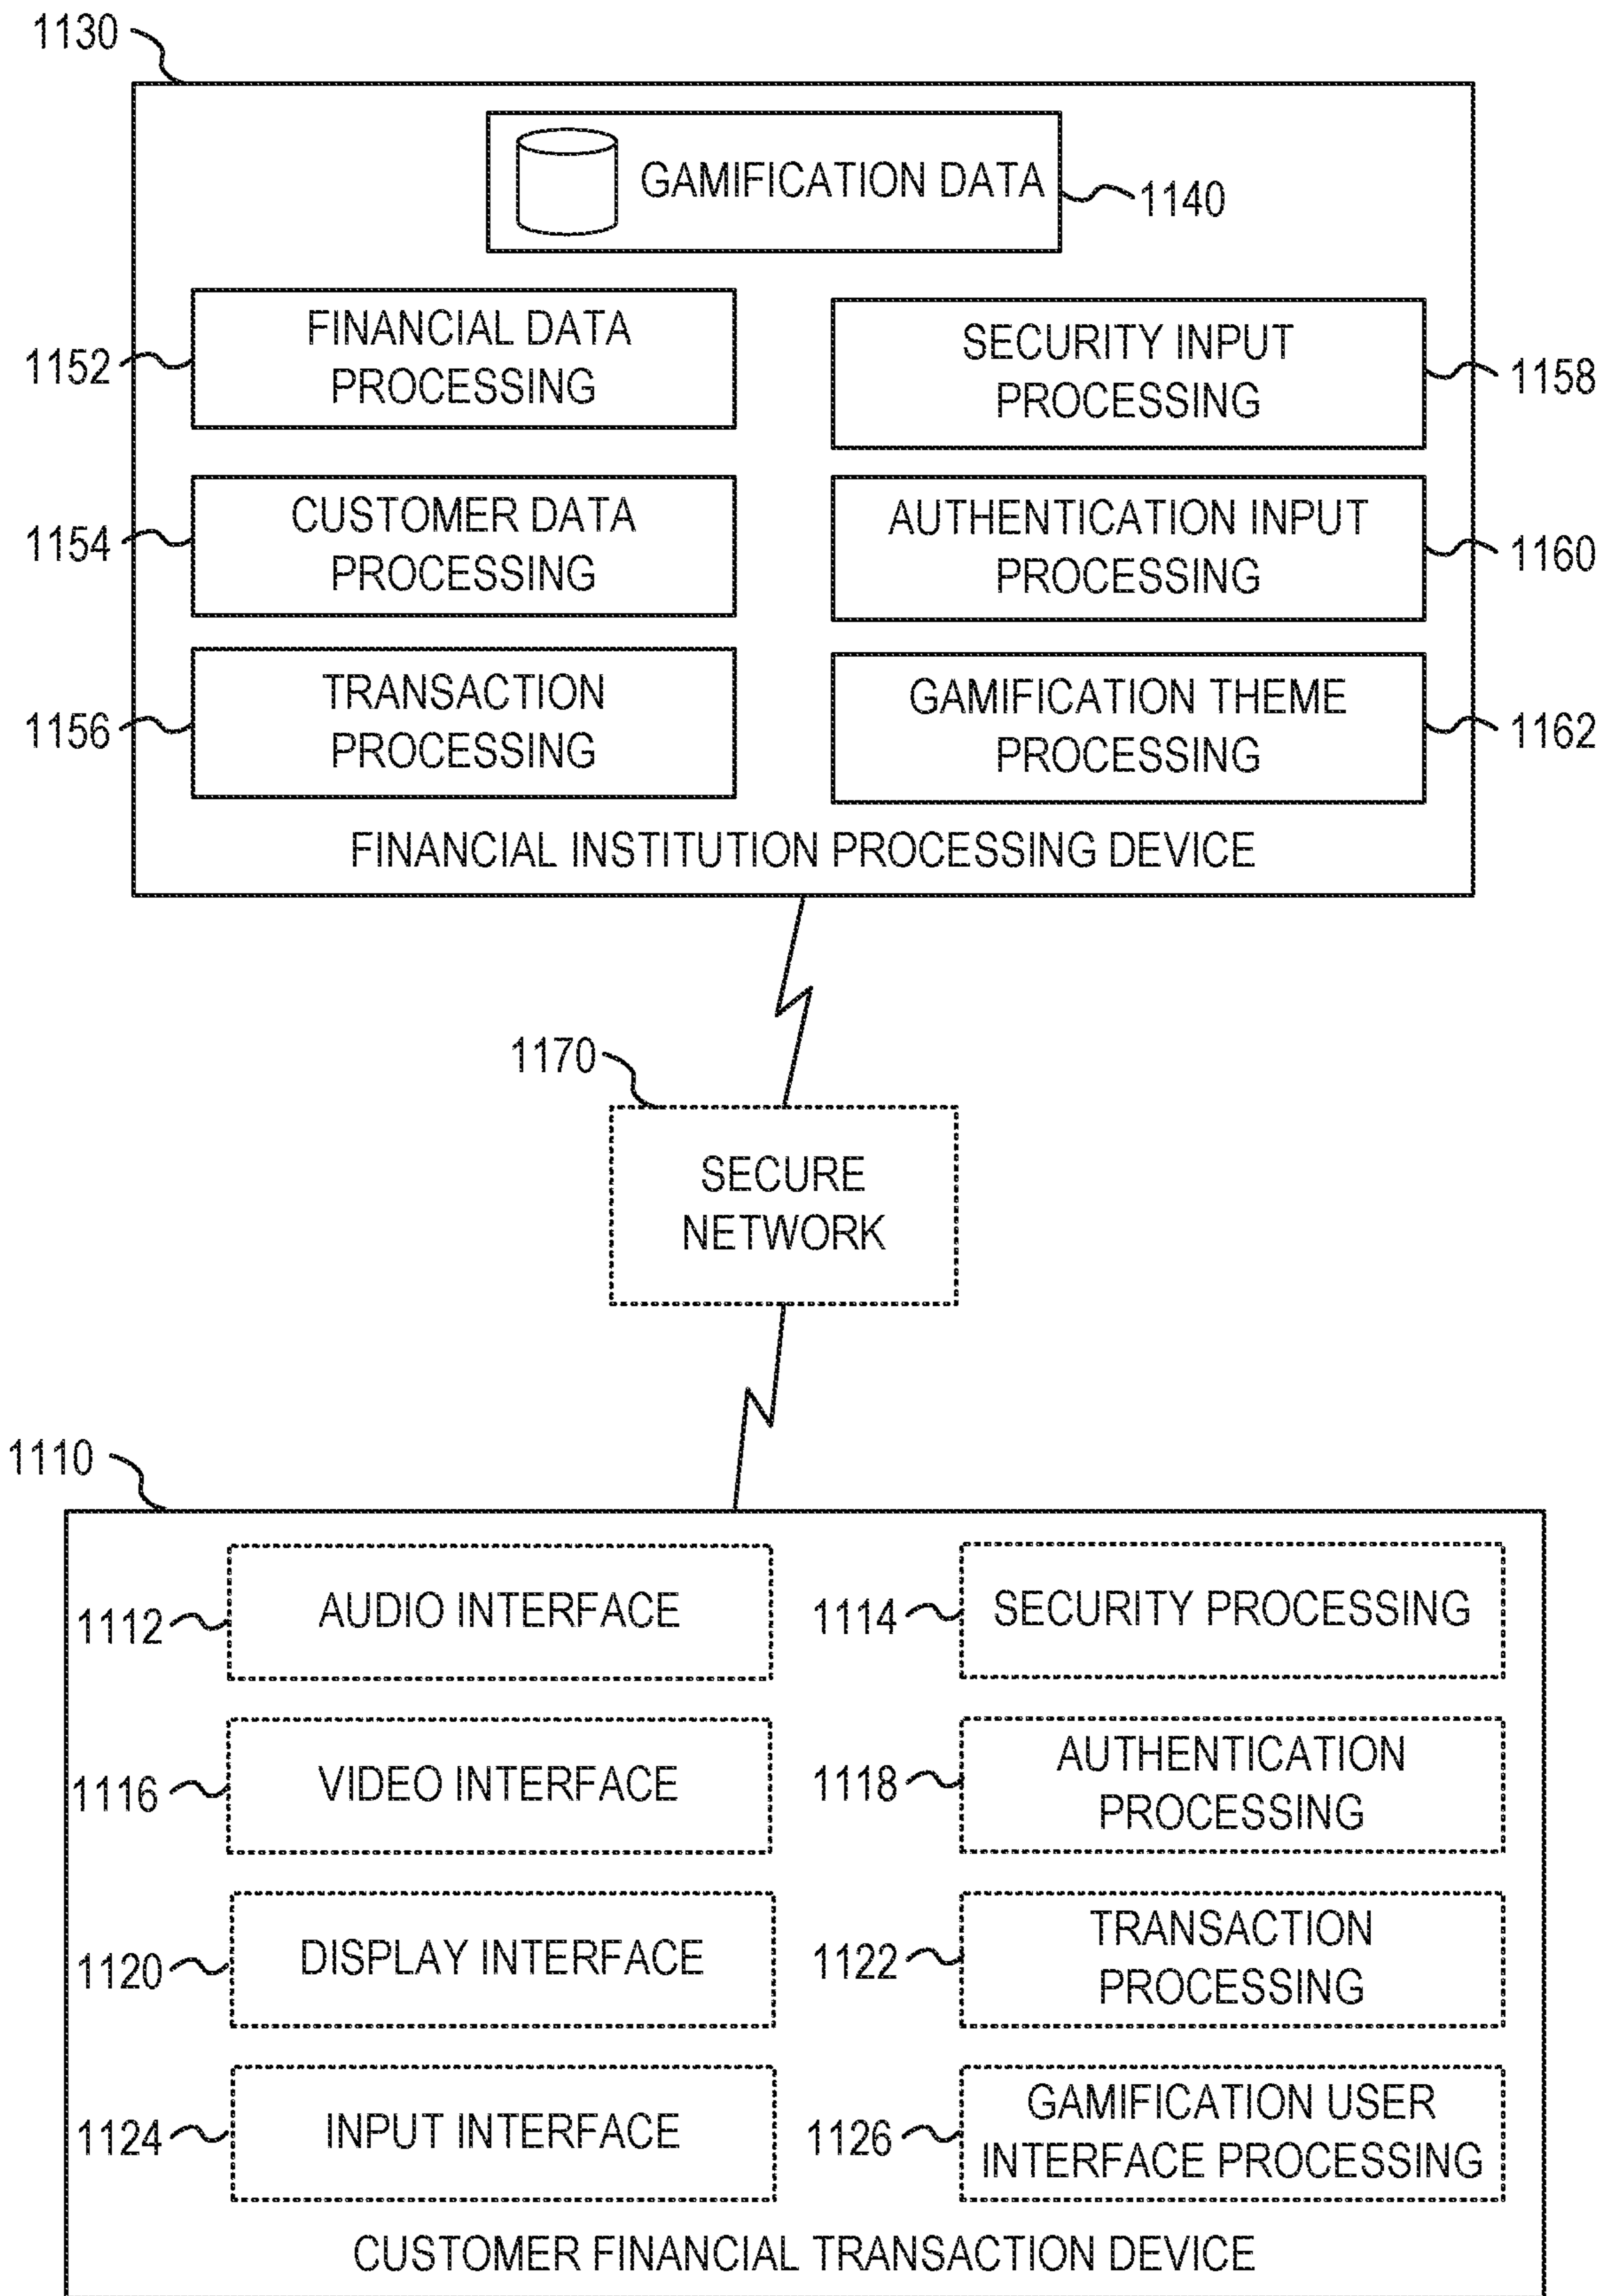 1130
GAMIFICATION DATA
1140
1152
FINANCIAL DATA
PROCESSING
SECURITY INPUT
PROCESSING
1158
1154
CUSTOMER DATA
PROCESSING
AUTHENTICATION INPUT
PROCESSING
1160
1156
TRANSACTION
PROCESSING
GAMIFICATION THEME
PROCESSING
1162
FINANCIAL INSTITUTION PROCESSING DEVICE
1170
SECURE
NETWORK
1110
1112
AUDIO INTERFACE
1114
SECURITY PROCESSING
1116
VIDEO INTERFACE
1118
AUTHENTICATION
PROCESSING
1120
DISPLAY INTERFACE
1122
TRANSACTION
PROCESSING
1124
INPUT INTERFACE
1126
GAMIFICATION USER
INTERFACE PROCESSING
CUSTOMER FINANCIAL TRANSACTION DEVICE